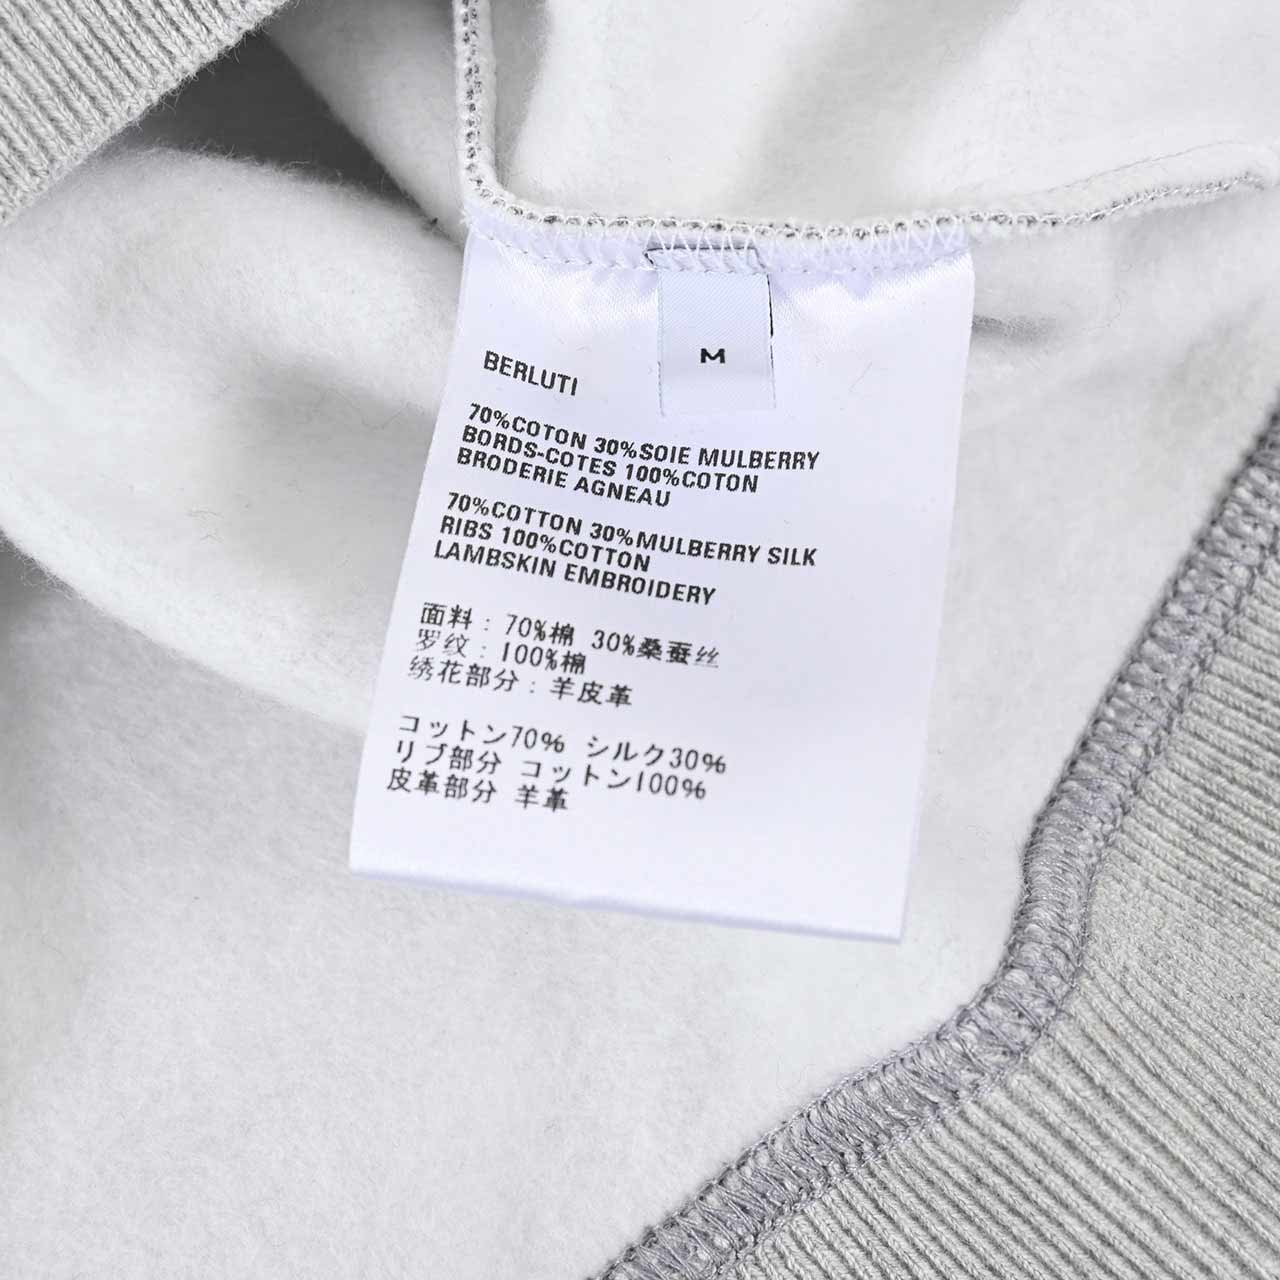 M
BERLUTI
70%COTON 30%SOIE MULBERRY
BORDS-COTES 100%COTON
BRODERIE AGNEAU
70%COTTON 30%MULBERRY SILK
RIBS 100%COTTON
LAMBSKIN EMBROIDERY
面料：70%棉 30%桑蚕丝
罗纹：100%棉
绣花部分：羊皮革
コットン70% シルク30%
リブ部分 コットン100%
皮革部分 羊革